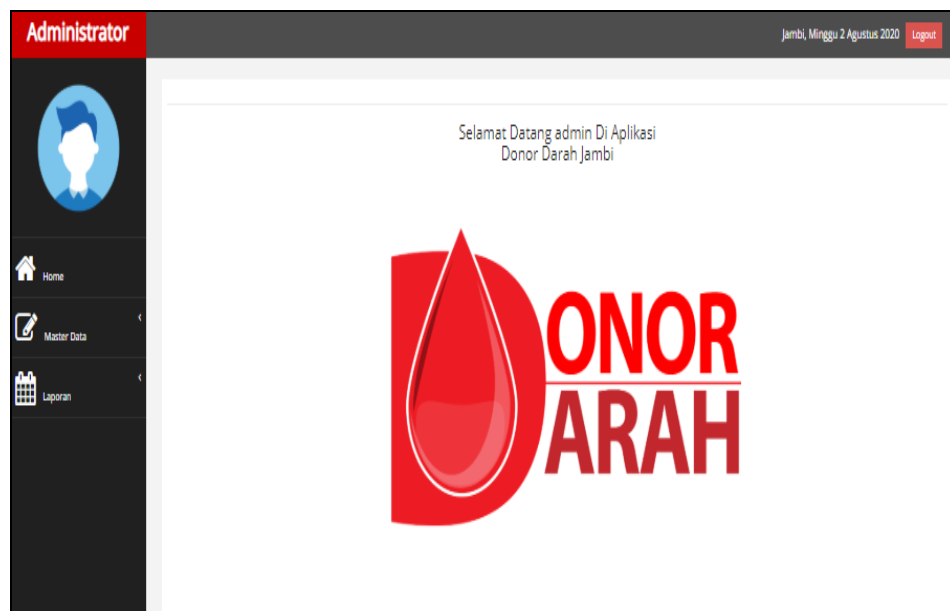 Administrator
Jambi, Minggu 2 Agustus 2020 Logout
Selamat Datang admin Di Aplikasi
Donor Darah Jambi
Home
Master Data
Laporan
DONOR
DARAH